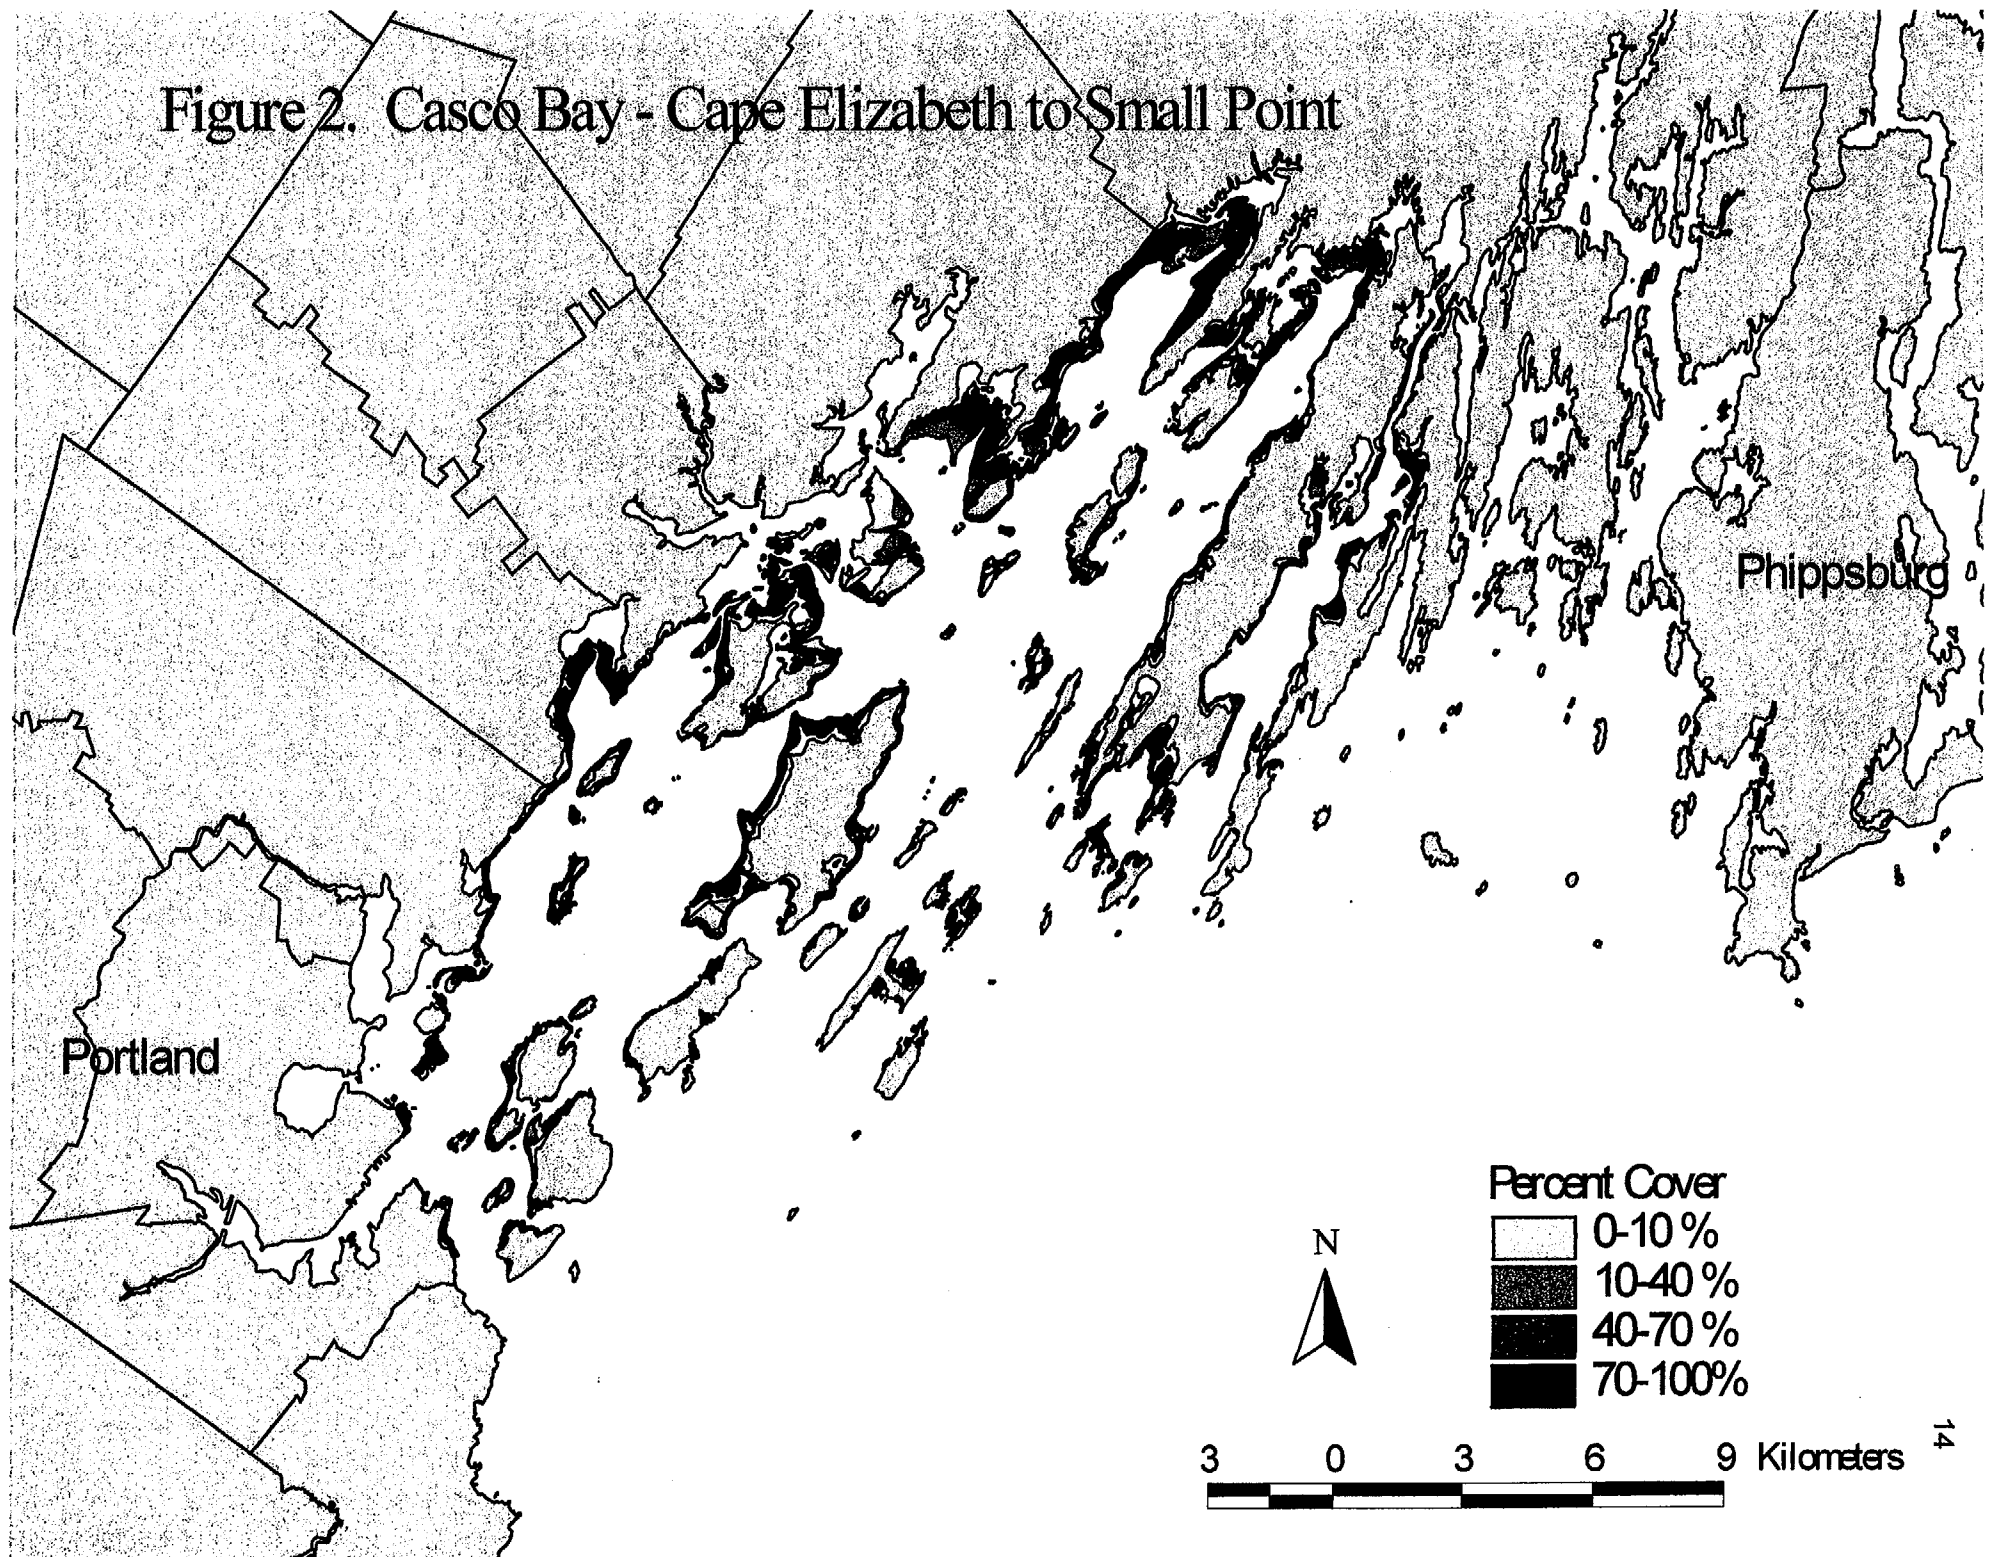 Figure 2. Casco Bay - Cape Elizabeth to Small Point
Phippsburg
Portland
Percent Cover
0-10 %
10-40 %
40-70 %
70-100%
N
3 0 3 6 9 Kilometers
14